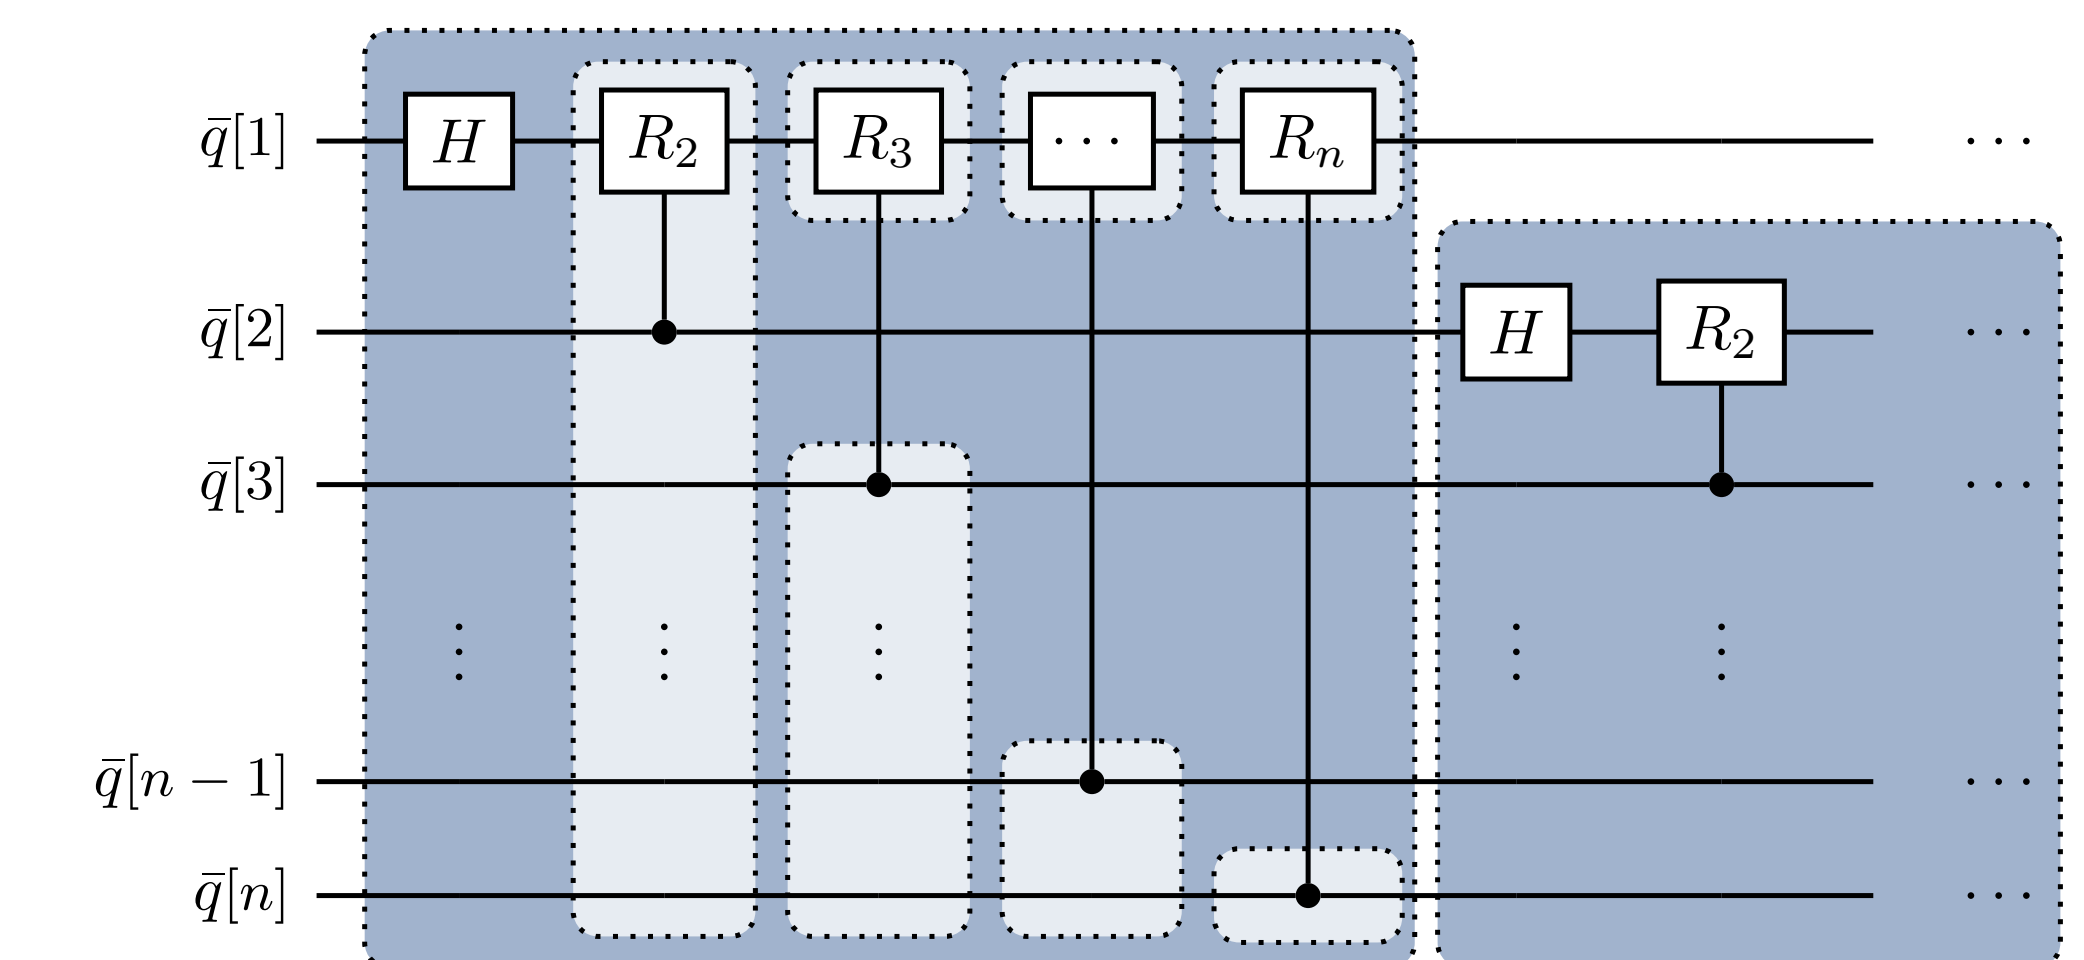 q̄[1] H R₂ R₃ ⋯ Rₙ ⋯
q̄[2] H R₂ ⋯
q̄[3] ⋯
⋮ ⋮ ⋮ ⋮ ⋮
q̄[n − 1] ⋯
q̄[n] ⋯